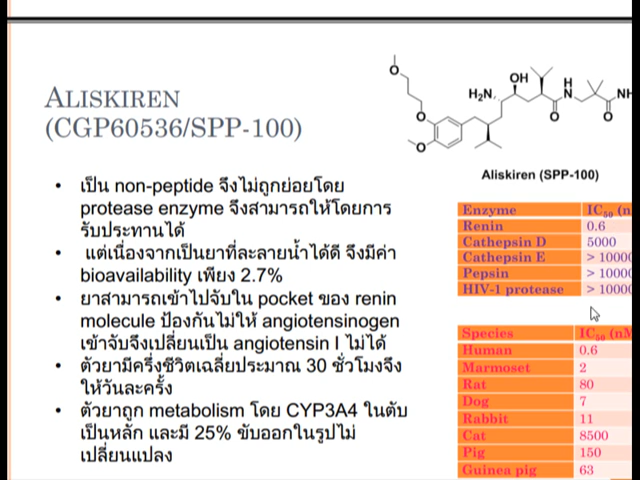 ALISKIREN
(CGP60536/SPP-100)
• เป็น non-peptide จึงไม่ถูกย่อยโดย
protease enzyme จึงสามารถให้โดยการ
รับประทานได้
• แต่เนื่องจากเป็นยาที่ละลายน้ำได้ดี จึงมีค่า
bioavailability เพียง 2.7%
• ยาสามารถเข้าไปจับใน pocket ของ renin
molecule ป้องกันไม่ให้ angiotensinogen
เข้าจับจึงเปลี่ยนเป็น angiotensin I ไม่ได้
• ตัวยามีครึ่งชีวิตเฉลี่ยประมาณ 30 ชั่วโมงจึง
ให้วันละครั้ง
• ตัวยาถูก metabolism โดย CYP3A4 ในตับ
เป็นหลัก และมี 25% ขับออกในรูปไม่
เปลี่ยนแปลง
O
O
O
H₂N
OH
O
H
N
O
NH
Aliskiren (SPP-100)
Enzyme IC₅₀ (n
Renin 0.6
Cathepsin D 5000
Cathepsin E > 1000
Pepsin > 1000
HIV-1 protease > 1000
Species IC₅₀ (nM
Human 0.6
Marmoset 2
Rat 80
Dog 7
Rabbit 11
Cat 8500
Pig 150
Guinea pig 63